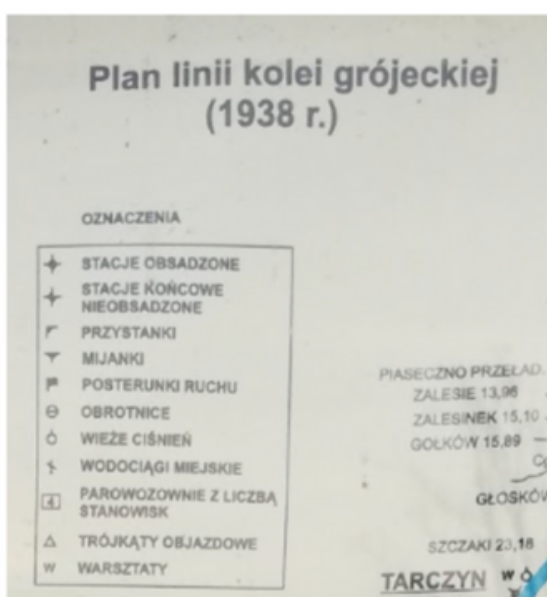 Plan linii kolei grójeckiej
(1938 r.)
OZNACZENIA
STACJE OBSADZONE
STACJE KOŃCOWE
NIEOBSADZONE
PRZYSTANKI
MIJANKI
POSTERUNKI RUCHU
OBROTNICE
WIEŻE CIŚNIEŃ
WODOCIĄGI MIEJSKIE
4 PAROWOZOWNIE Z LICZBĄ
STANOWISK
TRÓJKĄTY OBJAZDOWE
W WARSZTATY
PIASECZNO PRZEŁAD.
ZALESIE 13,96
ZALESINEK 15,10
GOŁKÓW 15,89
GŁOSKÓW
SZCZAKI 23,18
TARCZYN W